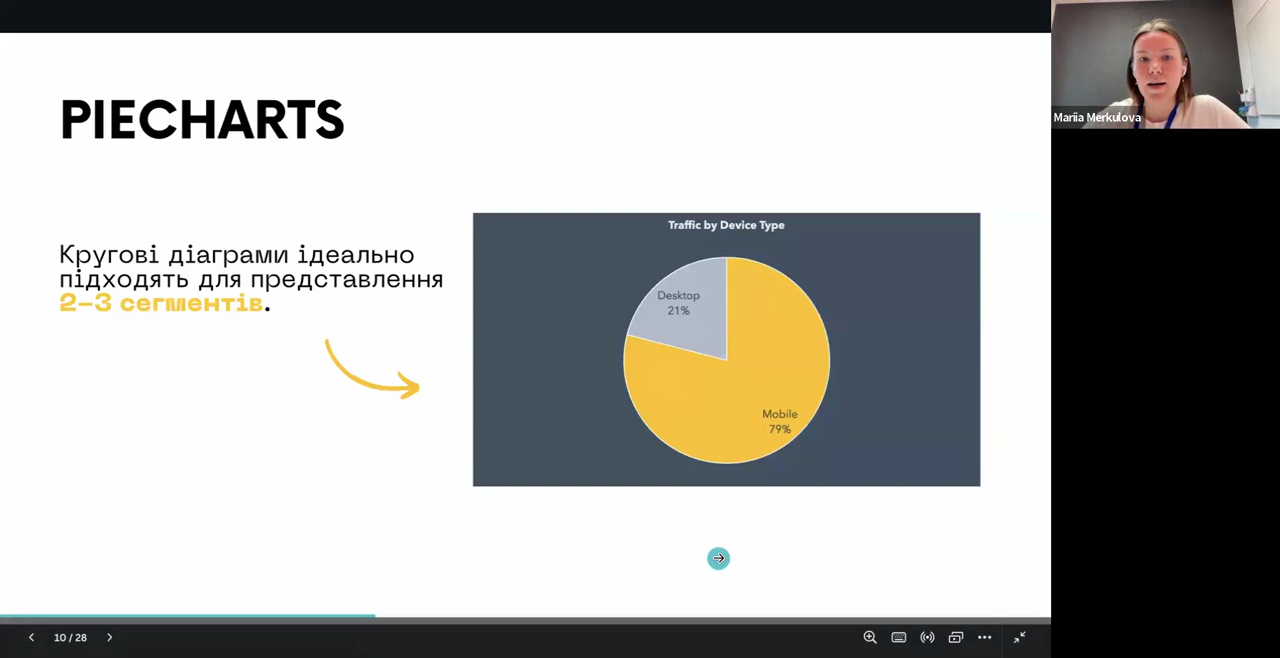 PIECHARTS
Кругові діаграми ідеально
підходять для представлення
2–3 сегментів.
Traffic by Device Type
Desktop
21%
Mobile
79%
Mariia Merkulova
10 / 28